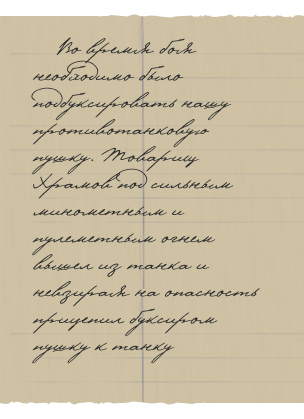 Во время боя
необходимо было
подбуксировать нашу
противотанковую
пушку. Товарищ
Храмов под сильным
минометным и
пулеметным огнем
вышел из танка и
невзирая на опасность
прицепил буксиром
пушку к танку